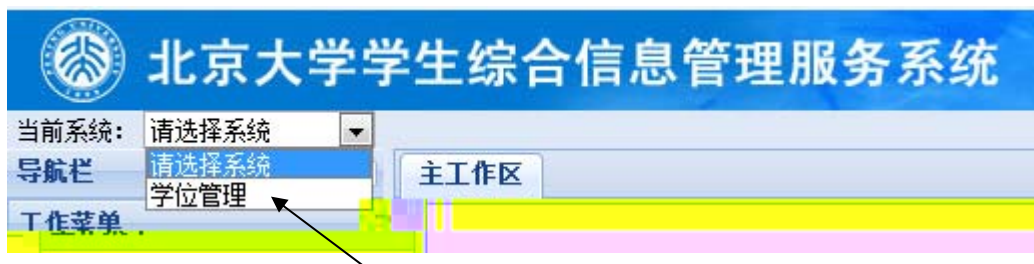 北京大学学生综合信息管理服务系统
当前系统： 请选择系统
导航栏 请选择系统 主工作区
学位管理
工作菜单